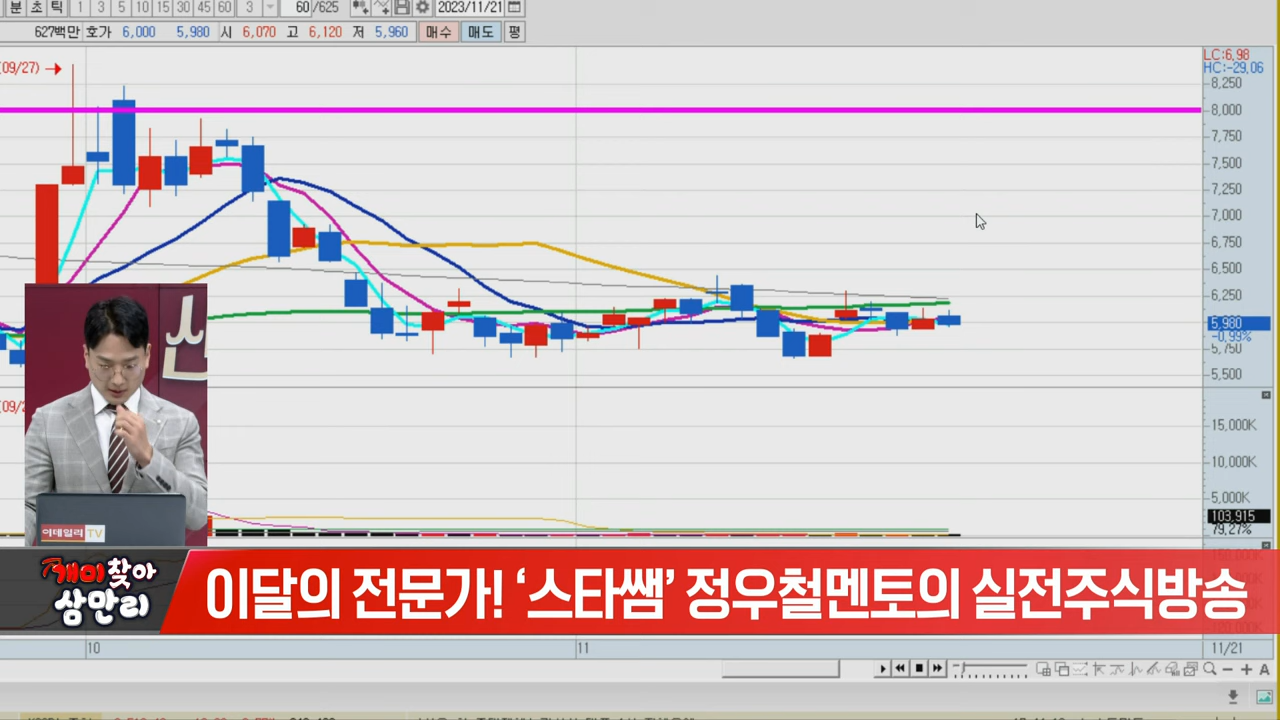 분 초 틱 1 3 5 10 15 30 45 60 3 60 /625 2023/11/21
627백만 호가 6,000 5,980 시 6,070 고 6,120 저 5,960 매수 매도 평
(09/27)
LC:6.98
HC:-29.06
8,250
8,000
7,750
7,500
7,250
7,000
6,750
6,500
6,250
5,980
-0.99%
5,750
5,500
15,000K
10,000K
5,000K
103,915
79.27%
이데일리 TV
개미찾아
삼만리
이달의 전문가! ‘스타쌤’ 정우철멘토의 실전주식방송
10 11 11/21
A